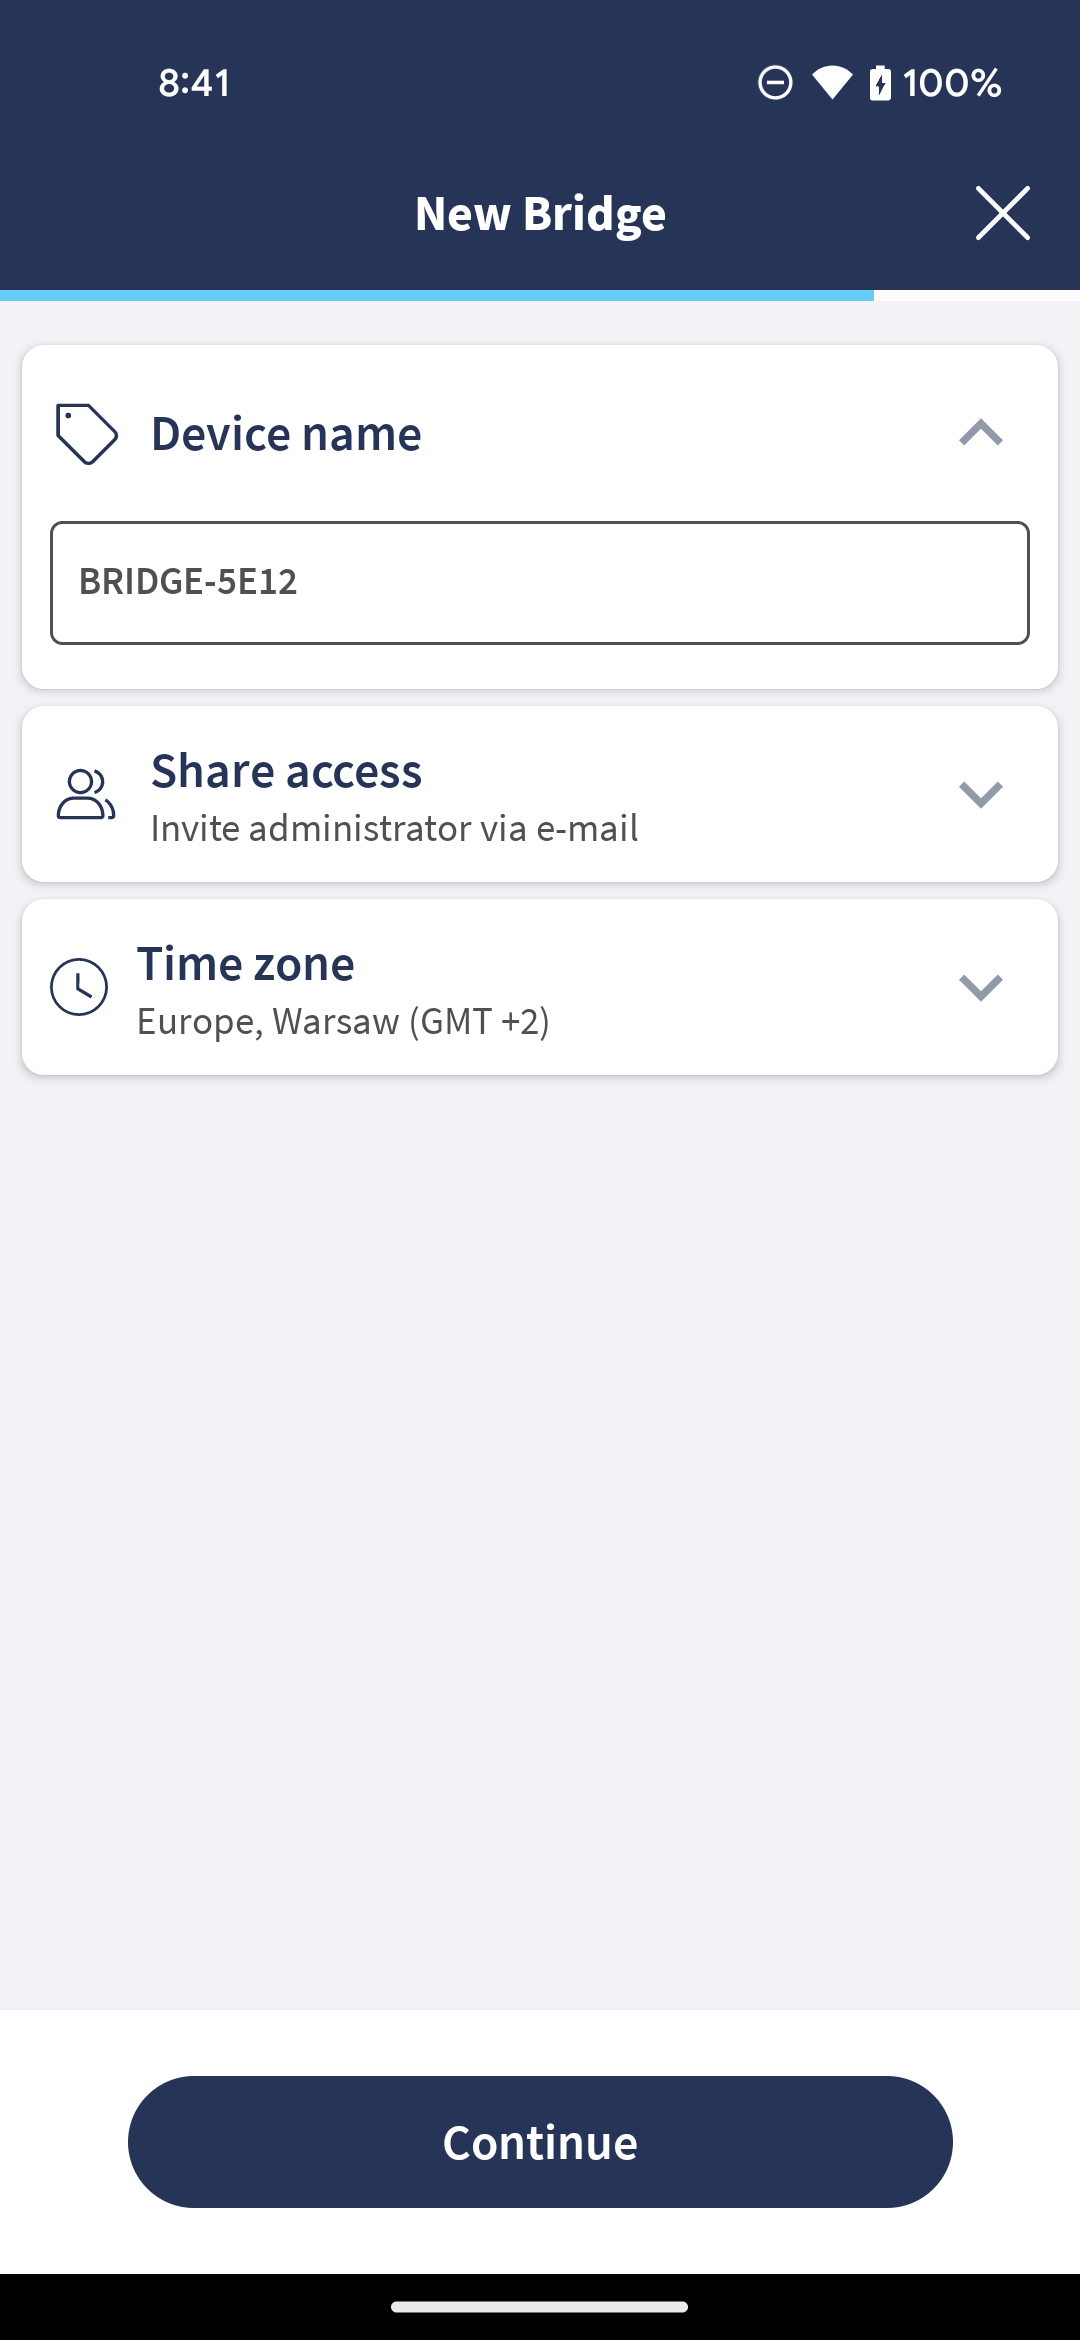 8:41
100%
New Bridge
Device name
BRIDGE-5E12
Share access
Invite administrator via e-mail
Time zone
Europe, Warsaw (GMT +2)
Continue